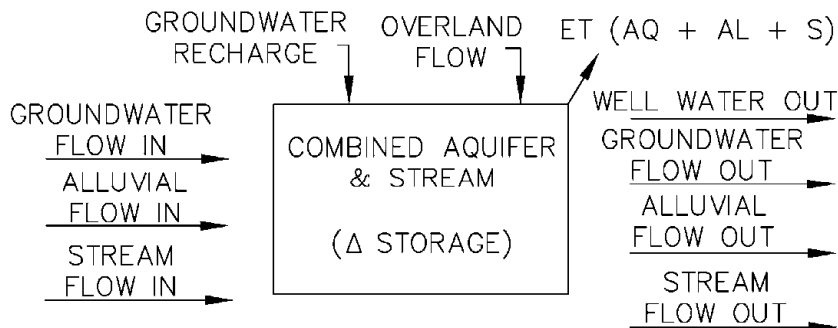 GROUNDWATER
RECHARGE
OVERLAND
FLOW
ET (AQ + AL + S)
GROUNDWATER
FLOW IN
ALLUVIAL
FLOW IN
STREAM
FLOW IN
COMBINED AQUIFER
& STREAM
(Δ STORAGE)
WELL WATER OUT
GROUNDWATER
FLOW OUT
ALLUVIAL
FLOW OUT
STREAM
FLOW OUT